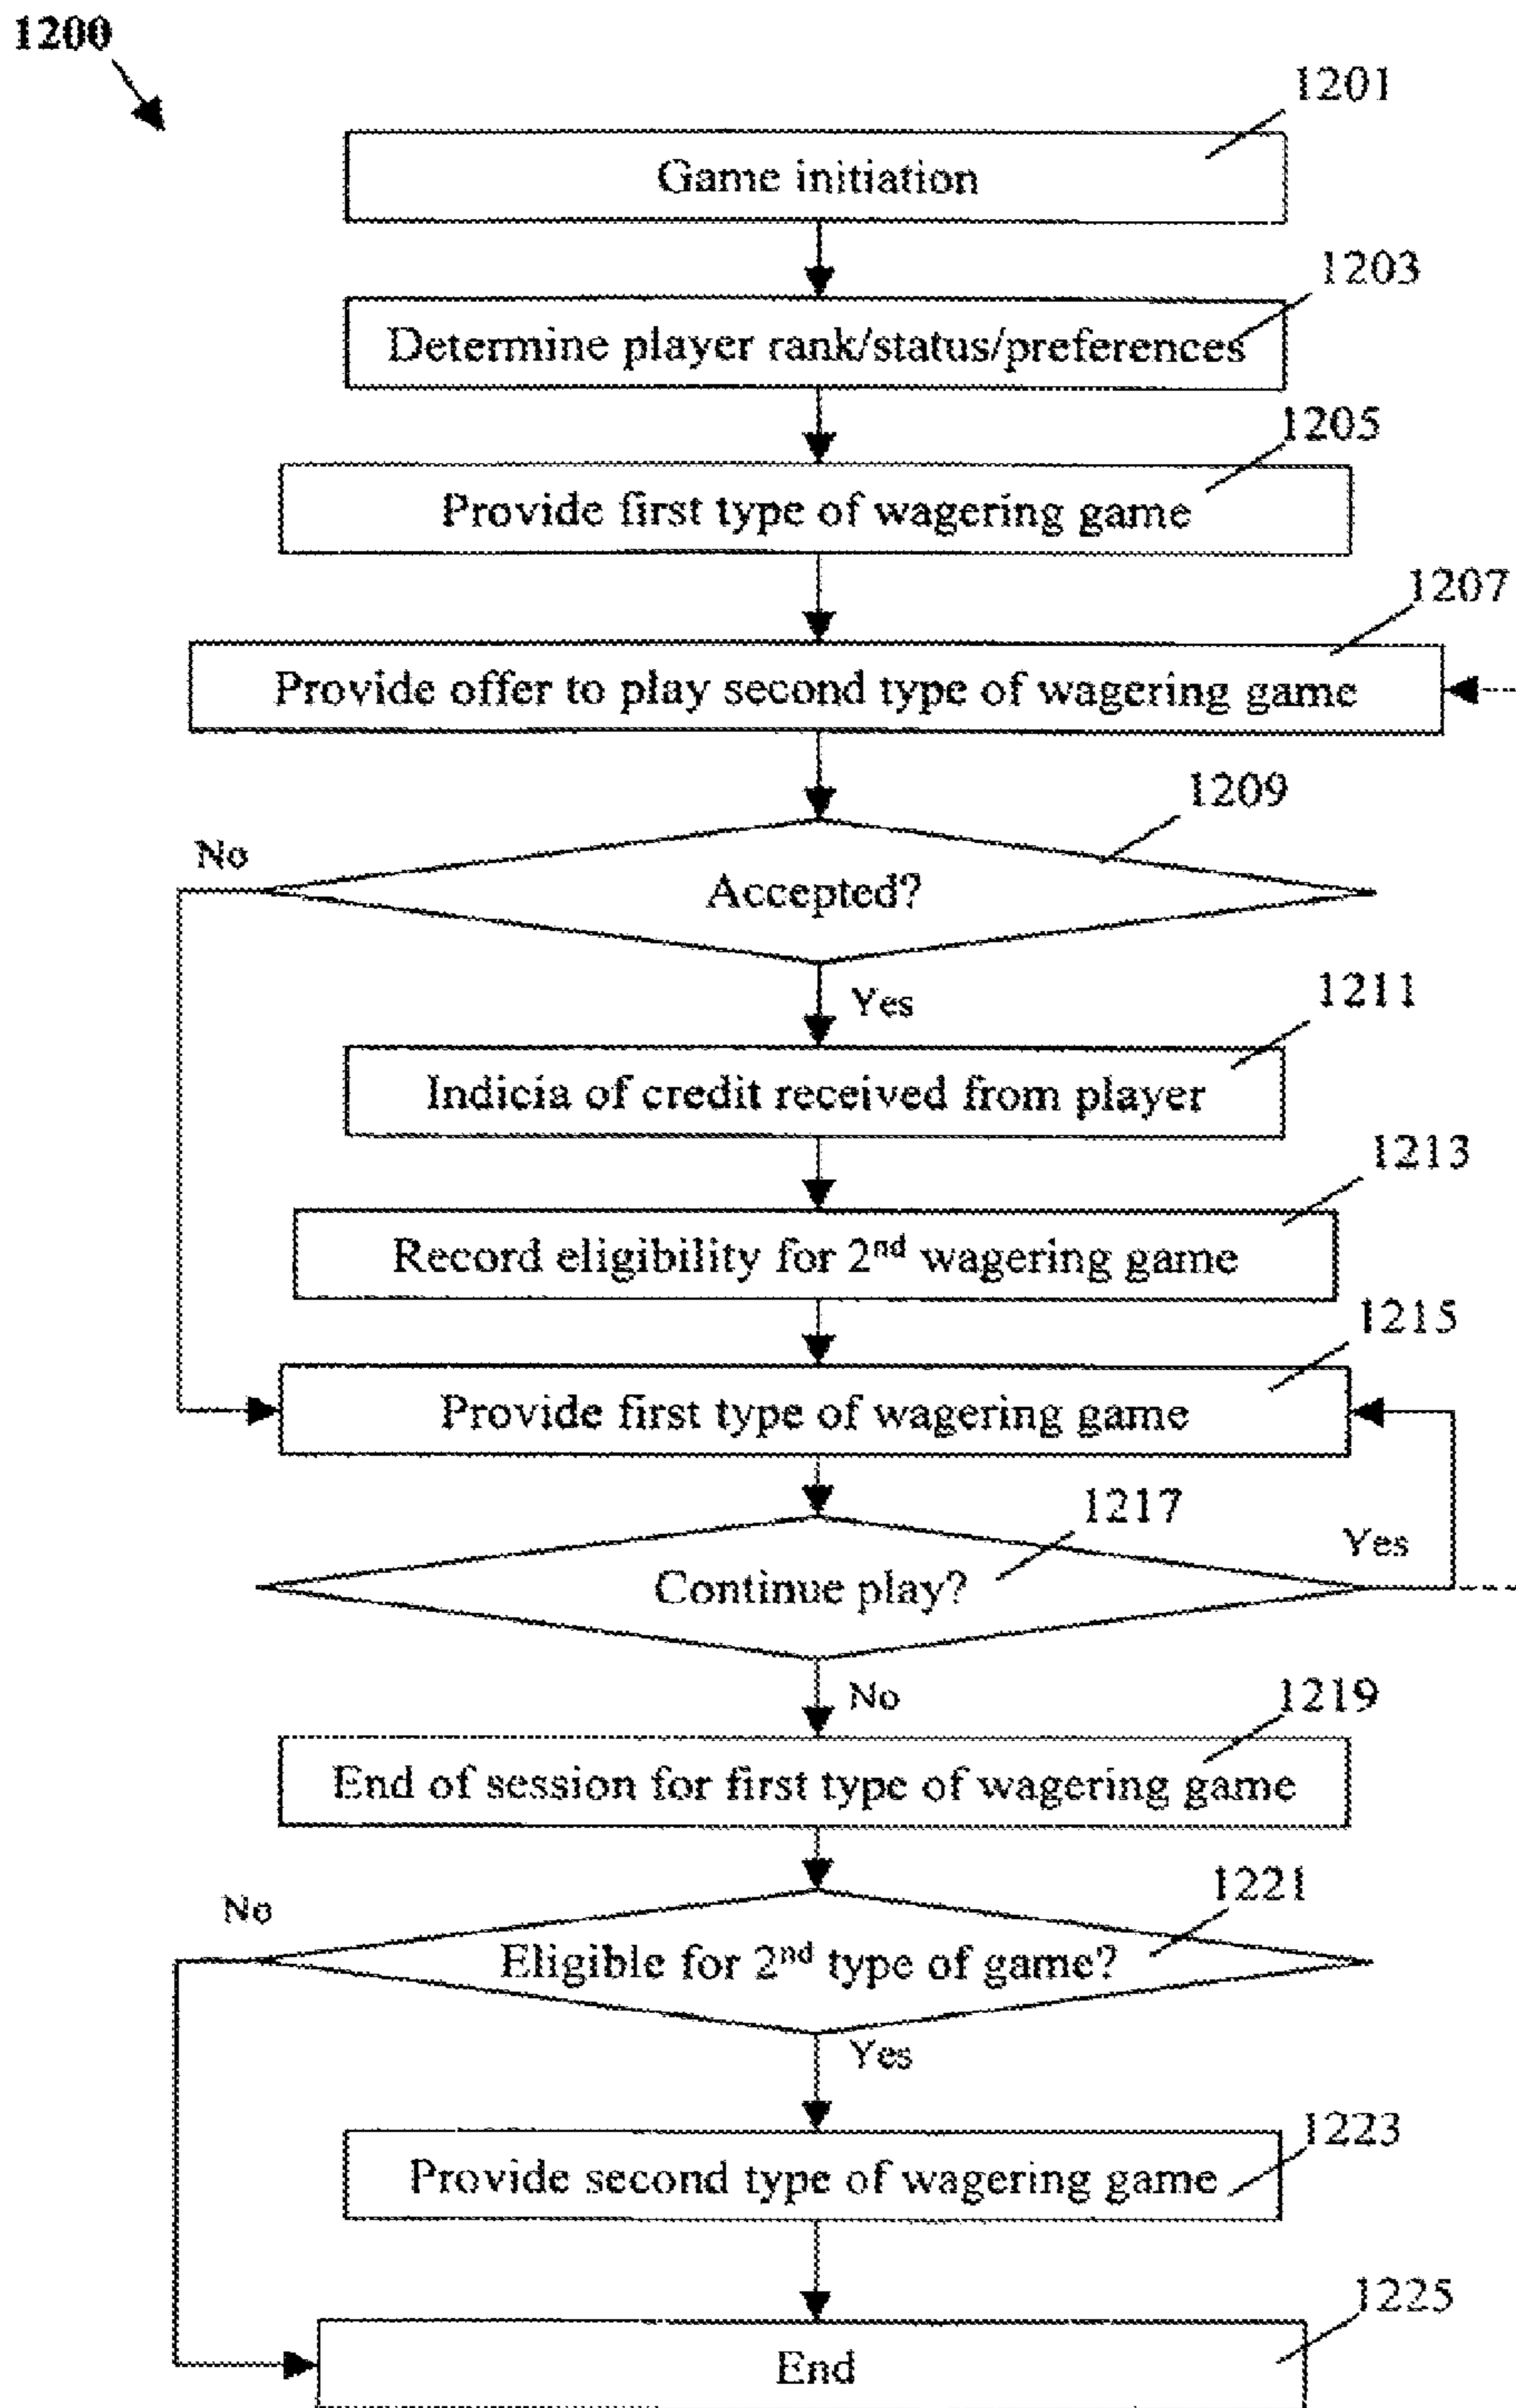 1200
1201
Game initiation
1203
Determine player rank/status/preferences
1205
Provide first type of wagering game
1207
Provide offer to play second type of wagering game
1209
No
Accepted?
Yes
1211
Indicia of credit received from player
1213
Record eligibility for 2nd wagering game
1215
Provide first type of wagering game
1217
Yes
Continue play?
No
1219
End of session for first type of wagering game
1221
No
Eligible for 2nd type of game?
Yes
1223
Provide second type of wagering game
1225
End